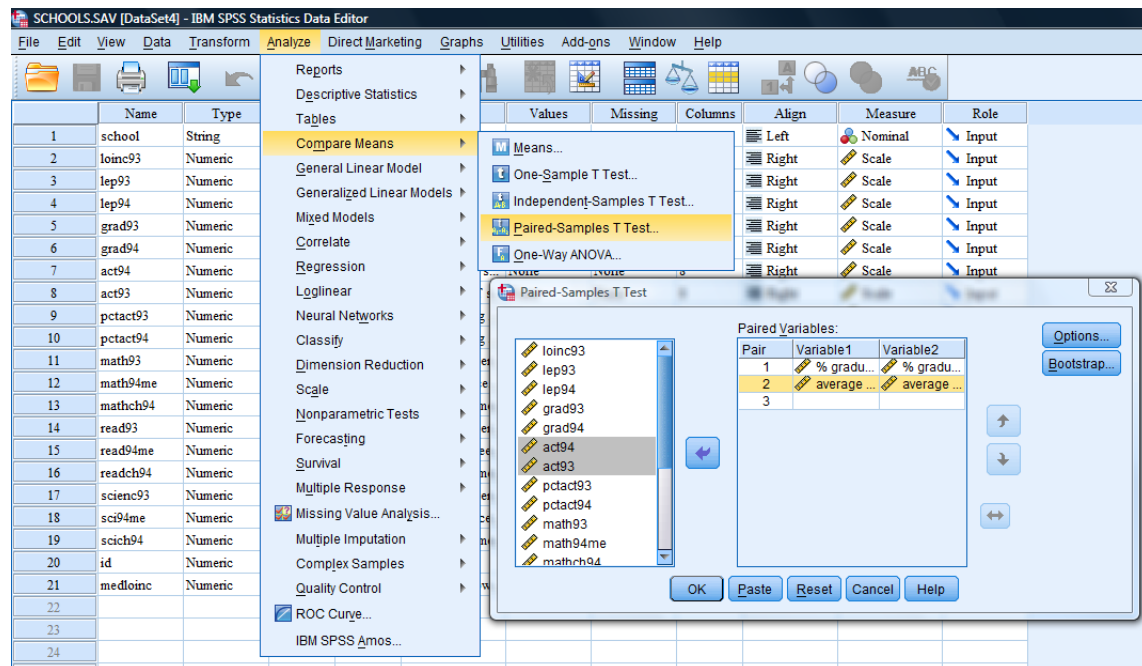 SCHOOLS.SAV [DataSet4] - IBM SPSS Statistics Data Editor
File Edit View Data Transform Analyze Direct Marketing Graphs Utilities Add-ons Window Help
Name Type Values Missing Columns Align Measure Role
1 school String Left Nominal Input
2 loinc93 Numeric Right Scale Input
3 lep93 Numeric Right Scale Input
4 lep94 Numeric Right Scale Input
5 grad93 Numeric Right Scale Input
6 grad94 Numeric Right Scale Input
7 act94 Numeric None None 8 Right Scale Input
8 act93 Numeric
9 pctact93 Numeric
10 pctact94 Numeric
11 math93 Numeric
12 math94me Numeric
13 mathch94 Numeric
14 read93 Numeric
15 read94me Numeric
16 readch94 Numeric
17 scienc93 Numeric
18 sci94me Numeric
19 scich94 Numeric
20 id Numeric
21 medloinc Numeric
22
23
24
Reports
Descriptive Statistics
Tables
Compare Means
General Linear Model
Generalized Linear Models
Mixed Models
Correlate
Regression
Loglinear
Neural Networks
Classify
Dimension Reduction
Scale
Nonparametric Tests
Forecasting
Survival
Multiple Response
Missing Value Analysis...
Multiple Imputation
Complex Samples
Quality Control
ROC Curve...
IBM SPSS Amos...
Means...
One-Sample T Test...
Independent-Samples T Test...
Paired-Samples T Test...
One-Way ANOVA...
Paired-Samples T Test
loinc93
lep93
lep94
grad93
grad94
act94
act93
pctact93
pctact94
math93
math94me
mathch94
Paired Variables:
Pair Variable1 Variable2
1 % gradu... % gradu...
2 average ... average ...
3
Options...
Bootstrap...
OK Paste Reset Cancel Help